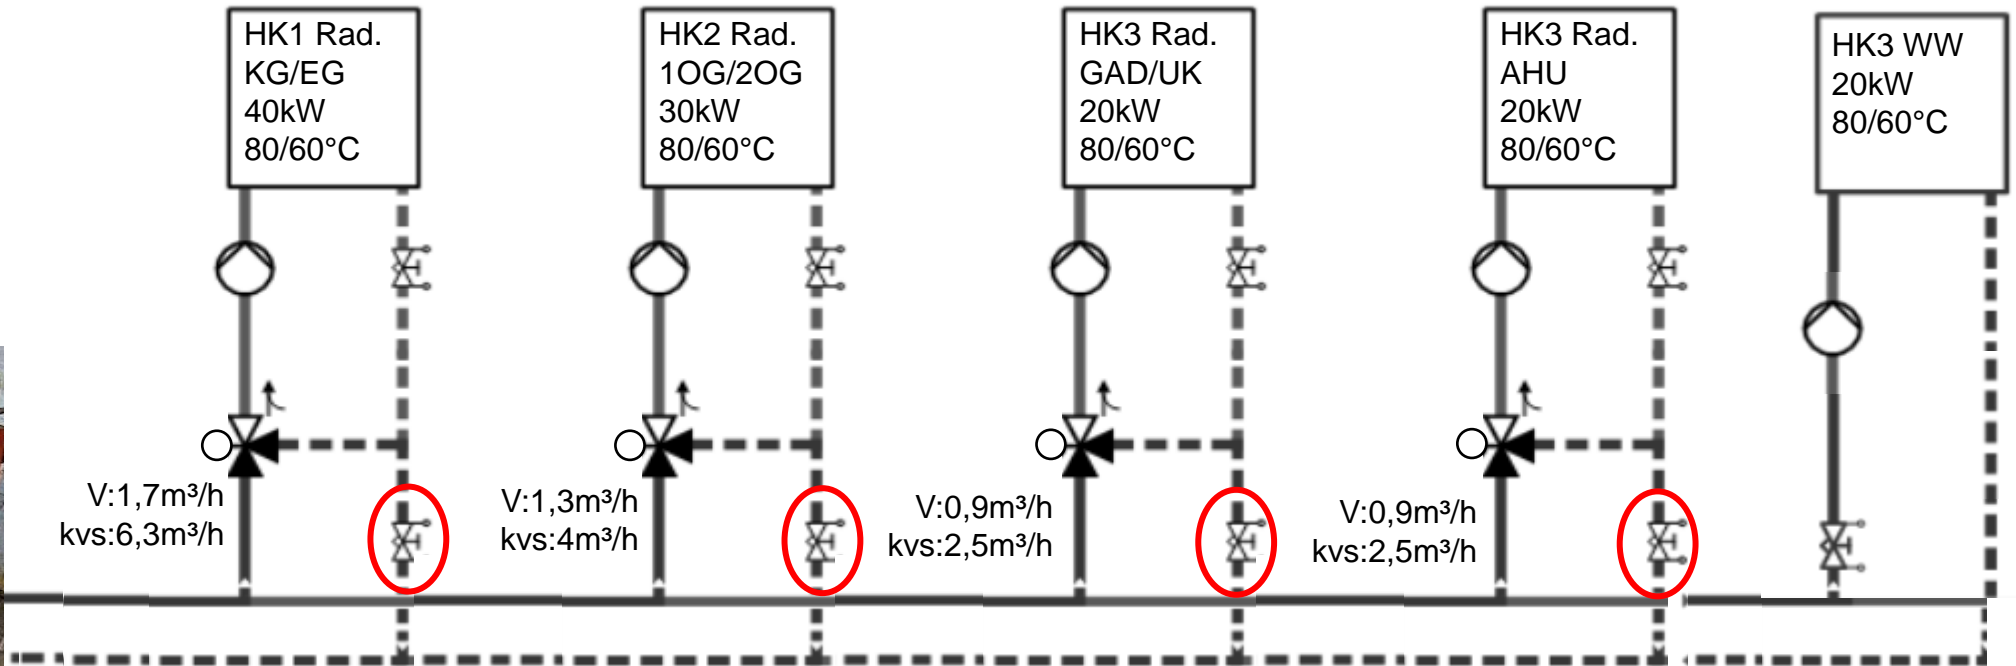 HK1 Rad.
KG/EG
40kW
80/60°C
HK2 Rad.
1OG/2OG
30kW
80/60°C
HK3 Rad.
GAD/UK
20kW
80/60°C
HK3 Rad.
AHU
20kW
80/60°C
HK3 WW
20kW
80/60°C
V:1,7m³/h
kvs:6,3m³/h
V:1,3m³/h
kvs:4m³/h
V:0,9m³/h
kvs:2,5m³/h
V:0,9m³/h
kvs:2,5m³/h